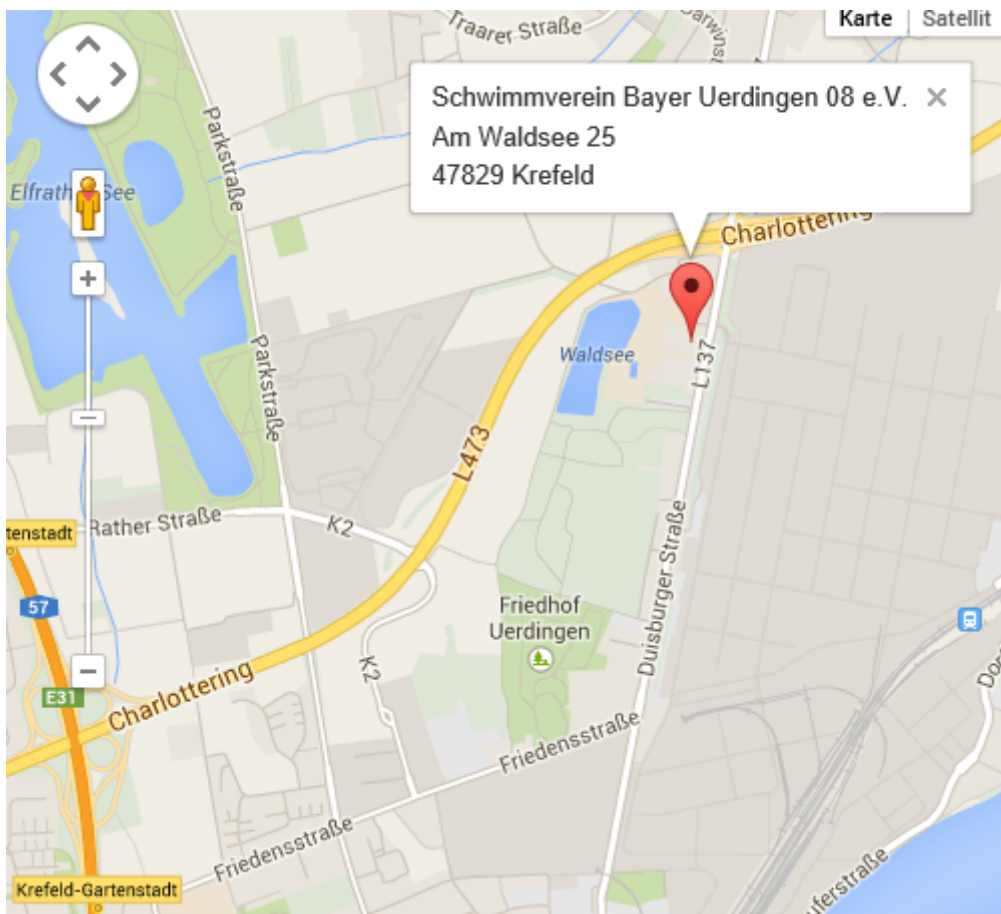 Karte
Satellit
Traarer Straße
Schwimmverein Bayer Uerdingen 08 e.V.
Am Waldsee 25
47829 Krefeld
Parkstraße
See
Charlottering
Waldsee
L137
Parkstraße
L473
Rather Straße
K2
tenstadt
57
Friedhof
Uerdingen
Duisburger Straße
K2
E31
Charlottering
Friedensstraße
Friedensstraße
Krefeld-Gartenstadt
uferstraße